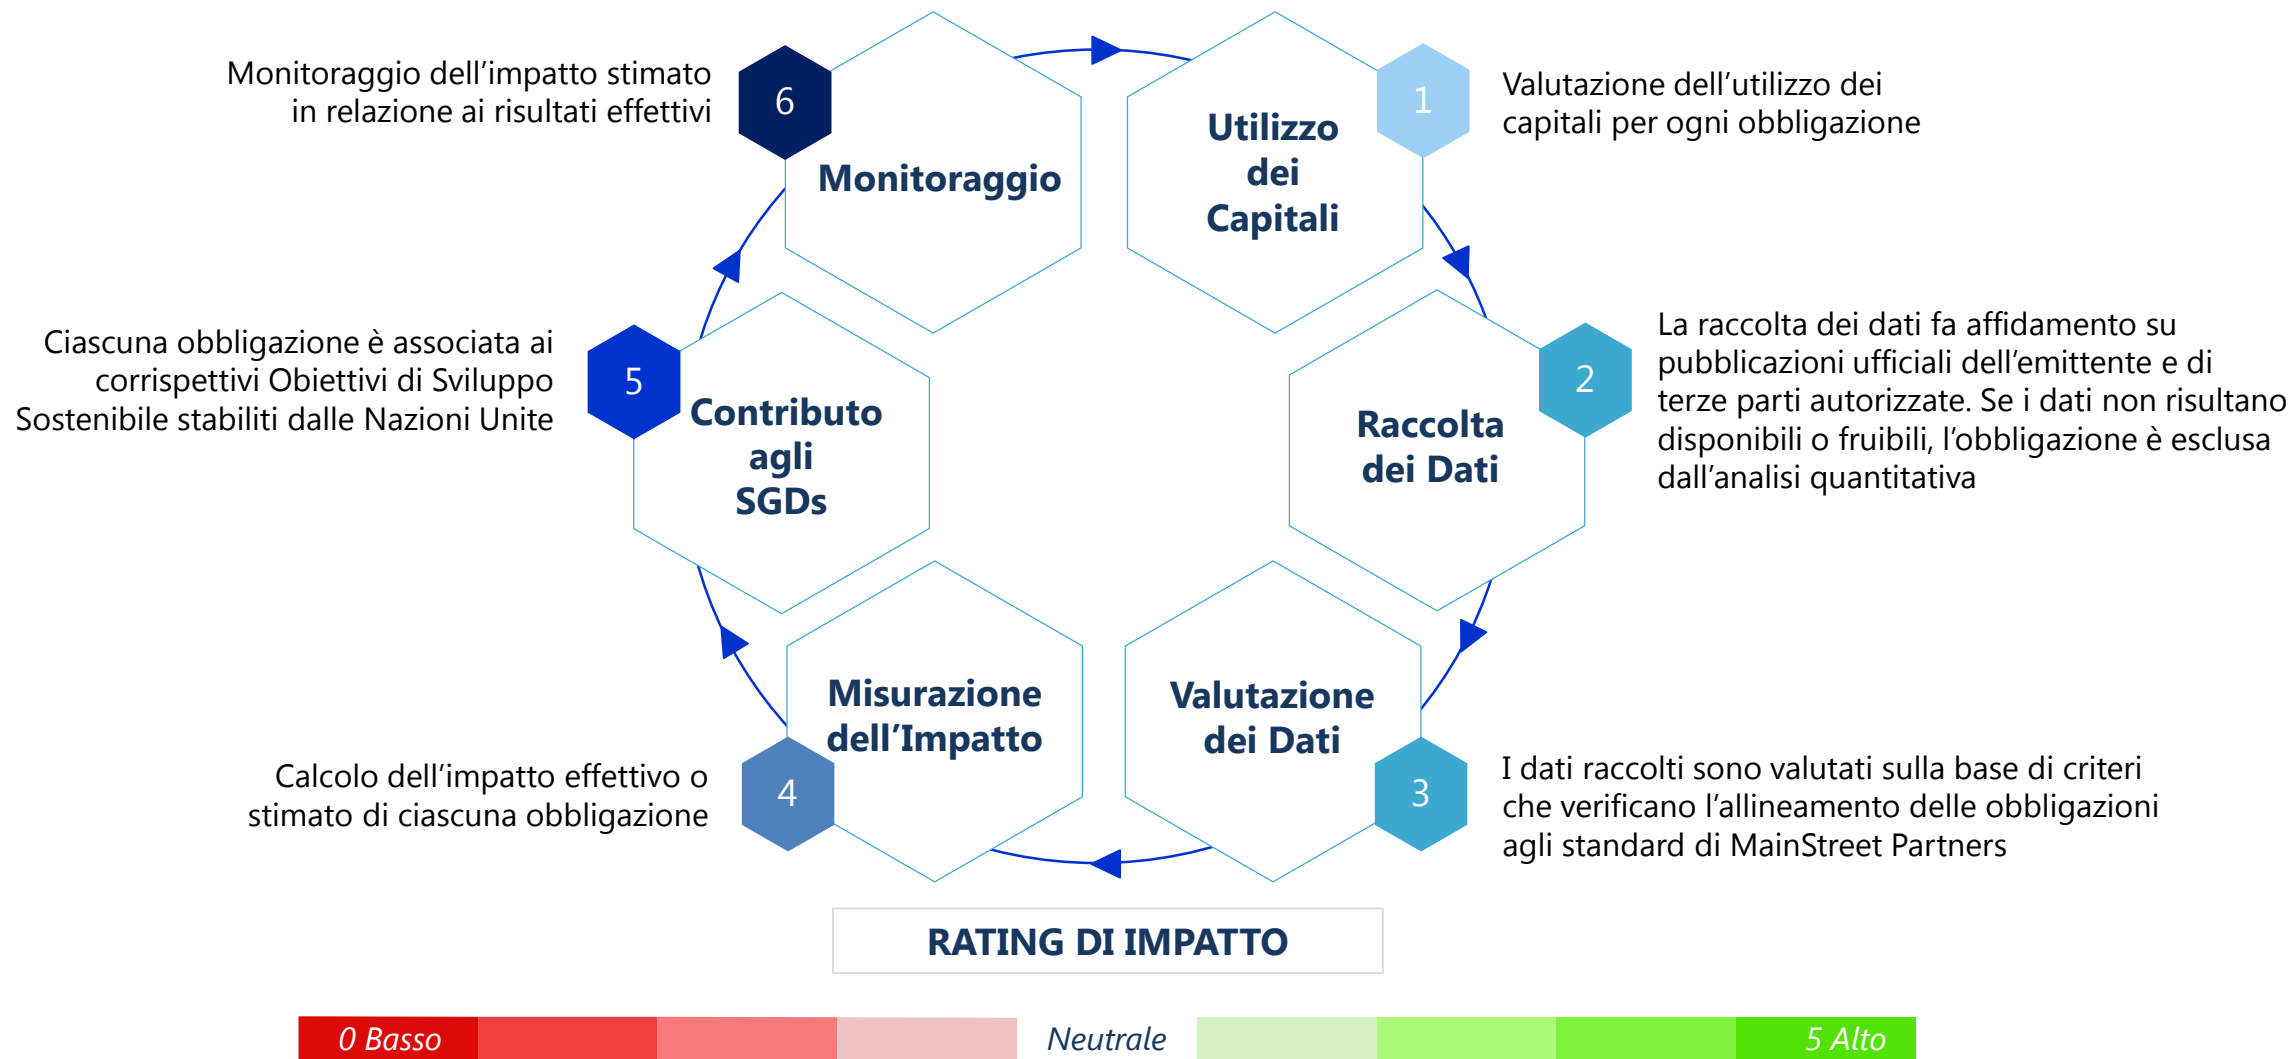 Monitoraggio dell’impatto stimato
in relazione ai risultati effettivi
6
Monitoraggio
Utilizzo
dei
Capitali
1
Valutazione dell’utilizzo dei
capitali per ogni obbligazione
Ciascuna obbligazione è associata ai
corrispettivi Obiettivi di Sviluppo
Sostenibile stabiliti dalle Nazioni Unite
5
Contributo
agli
SGDs
Raccolta
dei Dati
2
La raccolta dei dati fa affidamento su
pubblicazioni ufficiali dell’emittente e di
terze parti autorizzate. Se i dati non risultano
disponibili o fruibili, l’obbligazione è esclusa
dall’analisi quantitativa
Calcolo dell’impatto effettivo o
stimato di ciascuna obbligazione
4
Misurazione
dell’Impatto
Valutazione
dei Dati
3
I dati raccolti sono valutati sulla base di criteri
che verificano l’allineamento delle obbligazioni
agli standard di MainStreet Partners
RATING DI IMPATTO
0 Basso
Neutrale
5 Alto